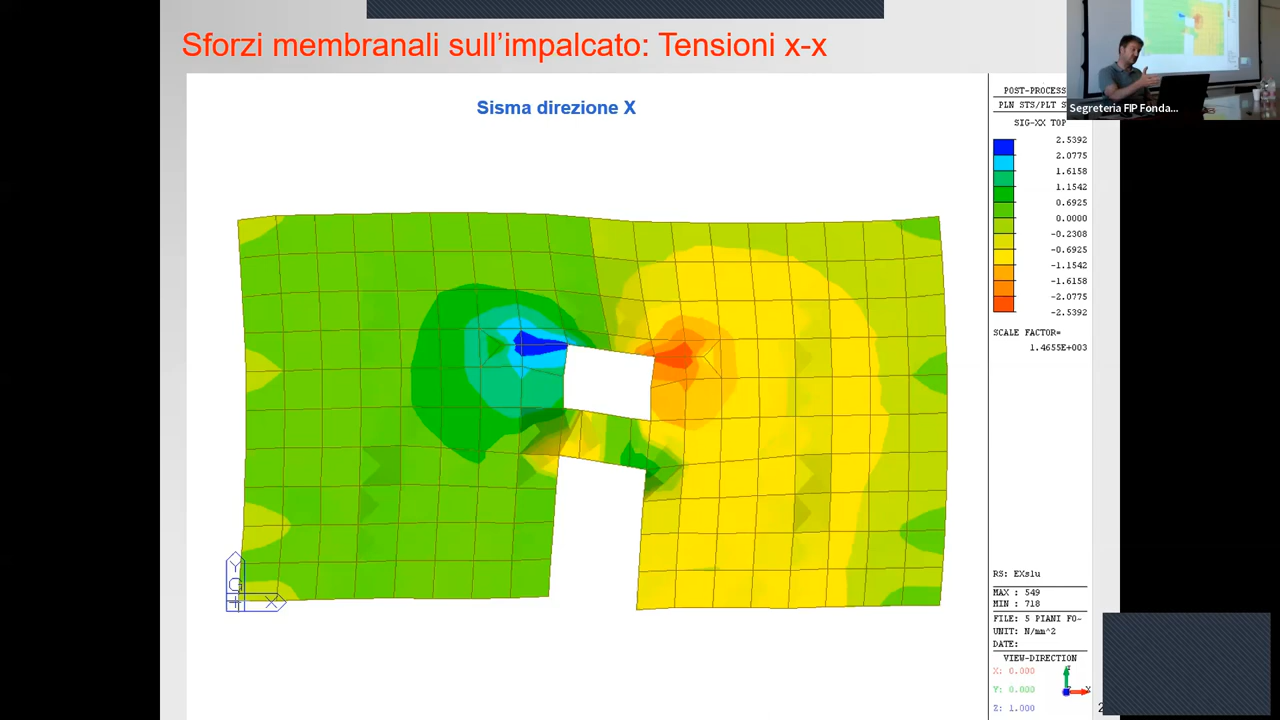 Sforzi membranali sull'impalcato: Tensioni x-x
Sisma direzione X
POST-PROCESS
PLN STS/PLT S
SIG-XX TOP
2.5392
2.0775
1.6158
1.1542
0.6925
0.0000
-0.2308
-0.6925
-1.1542
-1.6158
-2.0775
-2.5392
SCALE FACTOR=
1.4655E+003
RS: EXslu
MAX : 549
MIN : 718
FILE: 5 PIANI FO~
UNIT: N/mm^2
DATE:
VIEW-DIRECTION
X: 0.000
Y: 0.000
Z: 1.000
Y
G
X
Segreteria FIP Fonda...